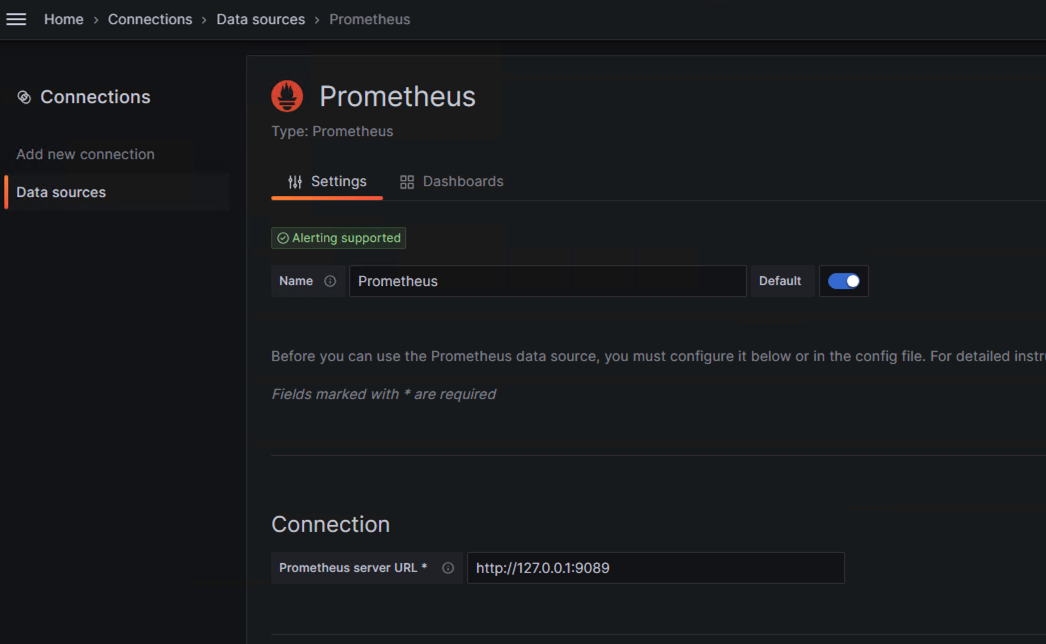 Home › Connections › Data sources › Prometheus
Connections
Add new connection
Data sources
Prometheus
Type: Prometheus
Settings Dashboards
Alerting supported
Name Prometheus Default
Before you can use the Prometheus data source, you must configure it below or in the config file. For detailed instr
Fields marked with * are required
Connection
Prometheus server URL * http://127.0.0.1:9089